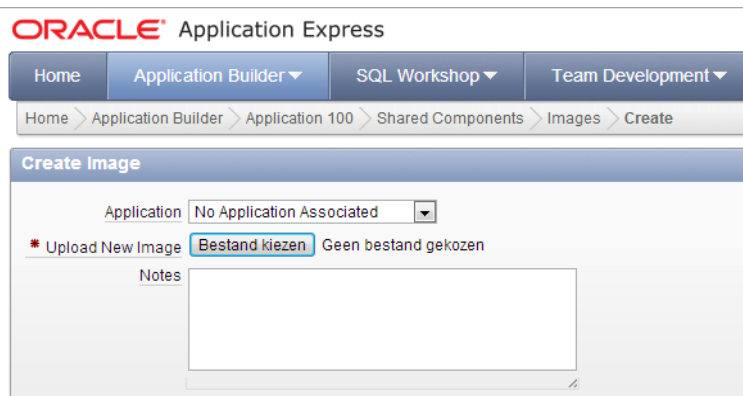 ORACLE® Application Express
Home Application Builder SQL Workshop Team Development
Home Application Builder Application 100 Shared Components Images Create
Create Image
Application No Application Associated
* Upload New Image Bestand kiezen Geen bestand gekozen
Notes